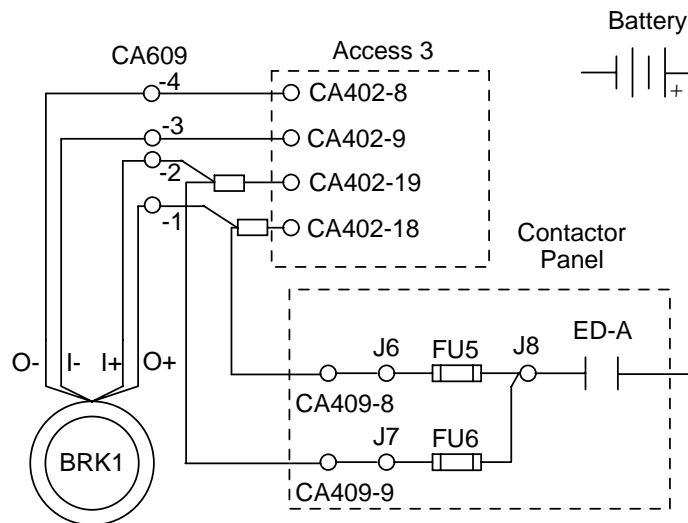 Battery
+
Access 3
CA609
-4
CA402-8
-3
CA402-9
-2
CA402-19
-1
CA402-18
Contactor
Panel
ED-A
O-
I-
I+
O+
J6
FU5
J8
CA409-8
J7
FU6
BRK1
CA409-9